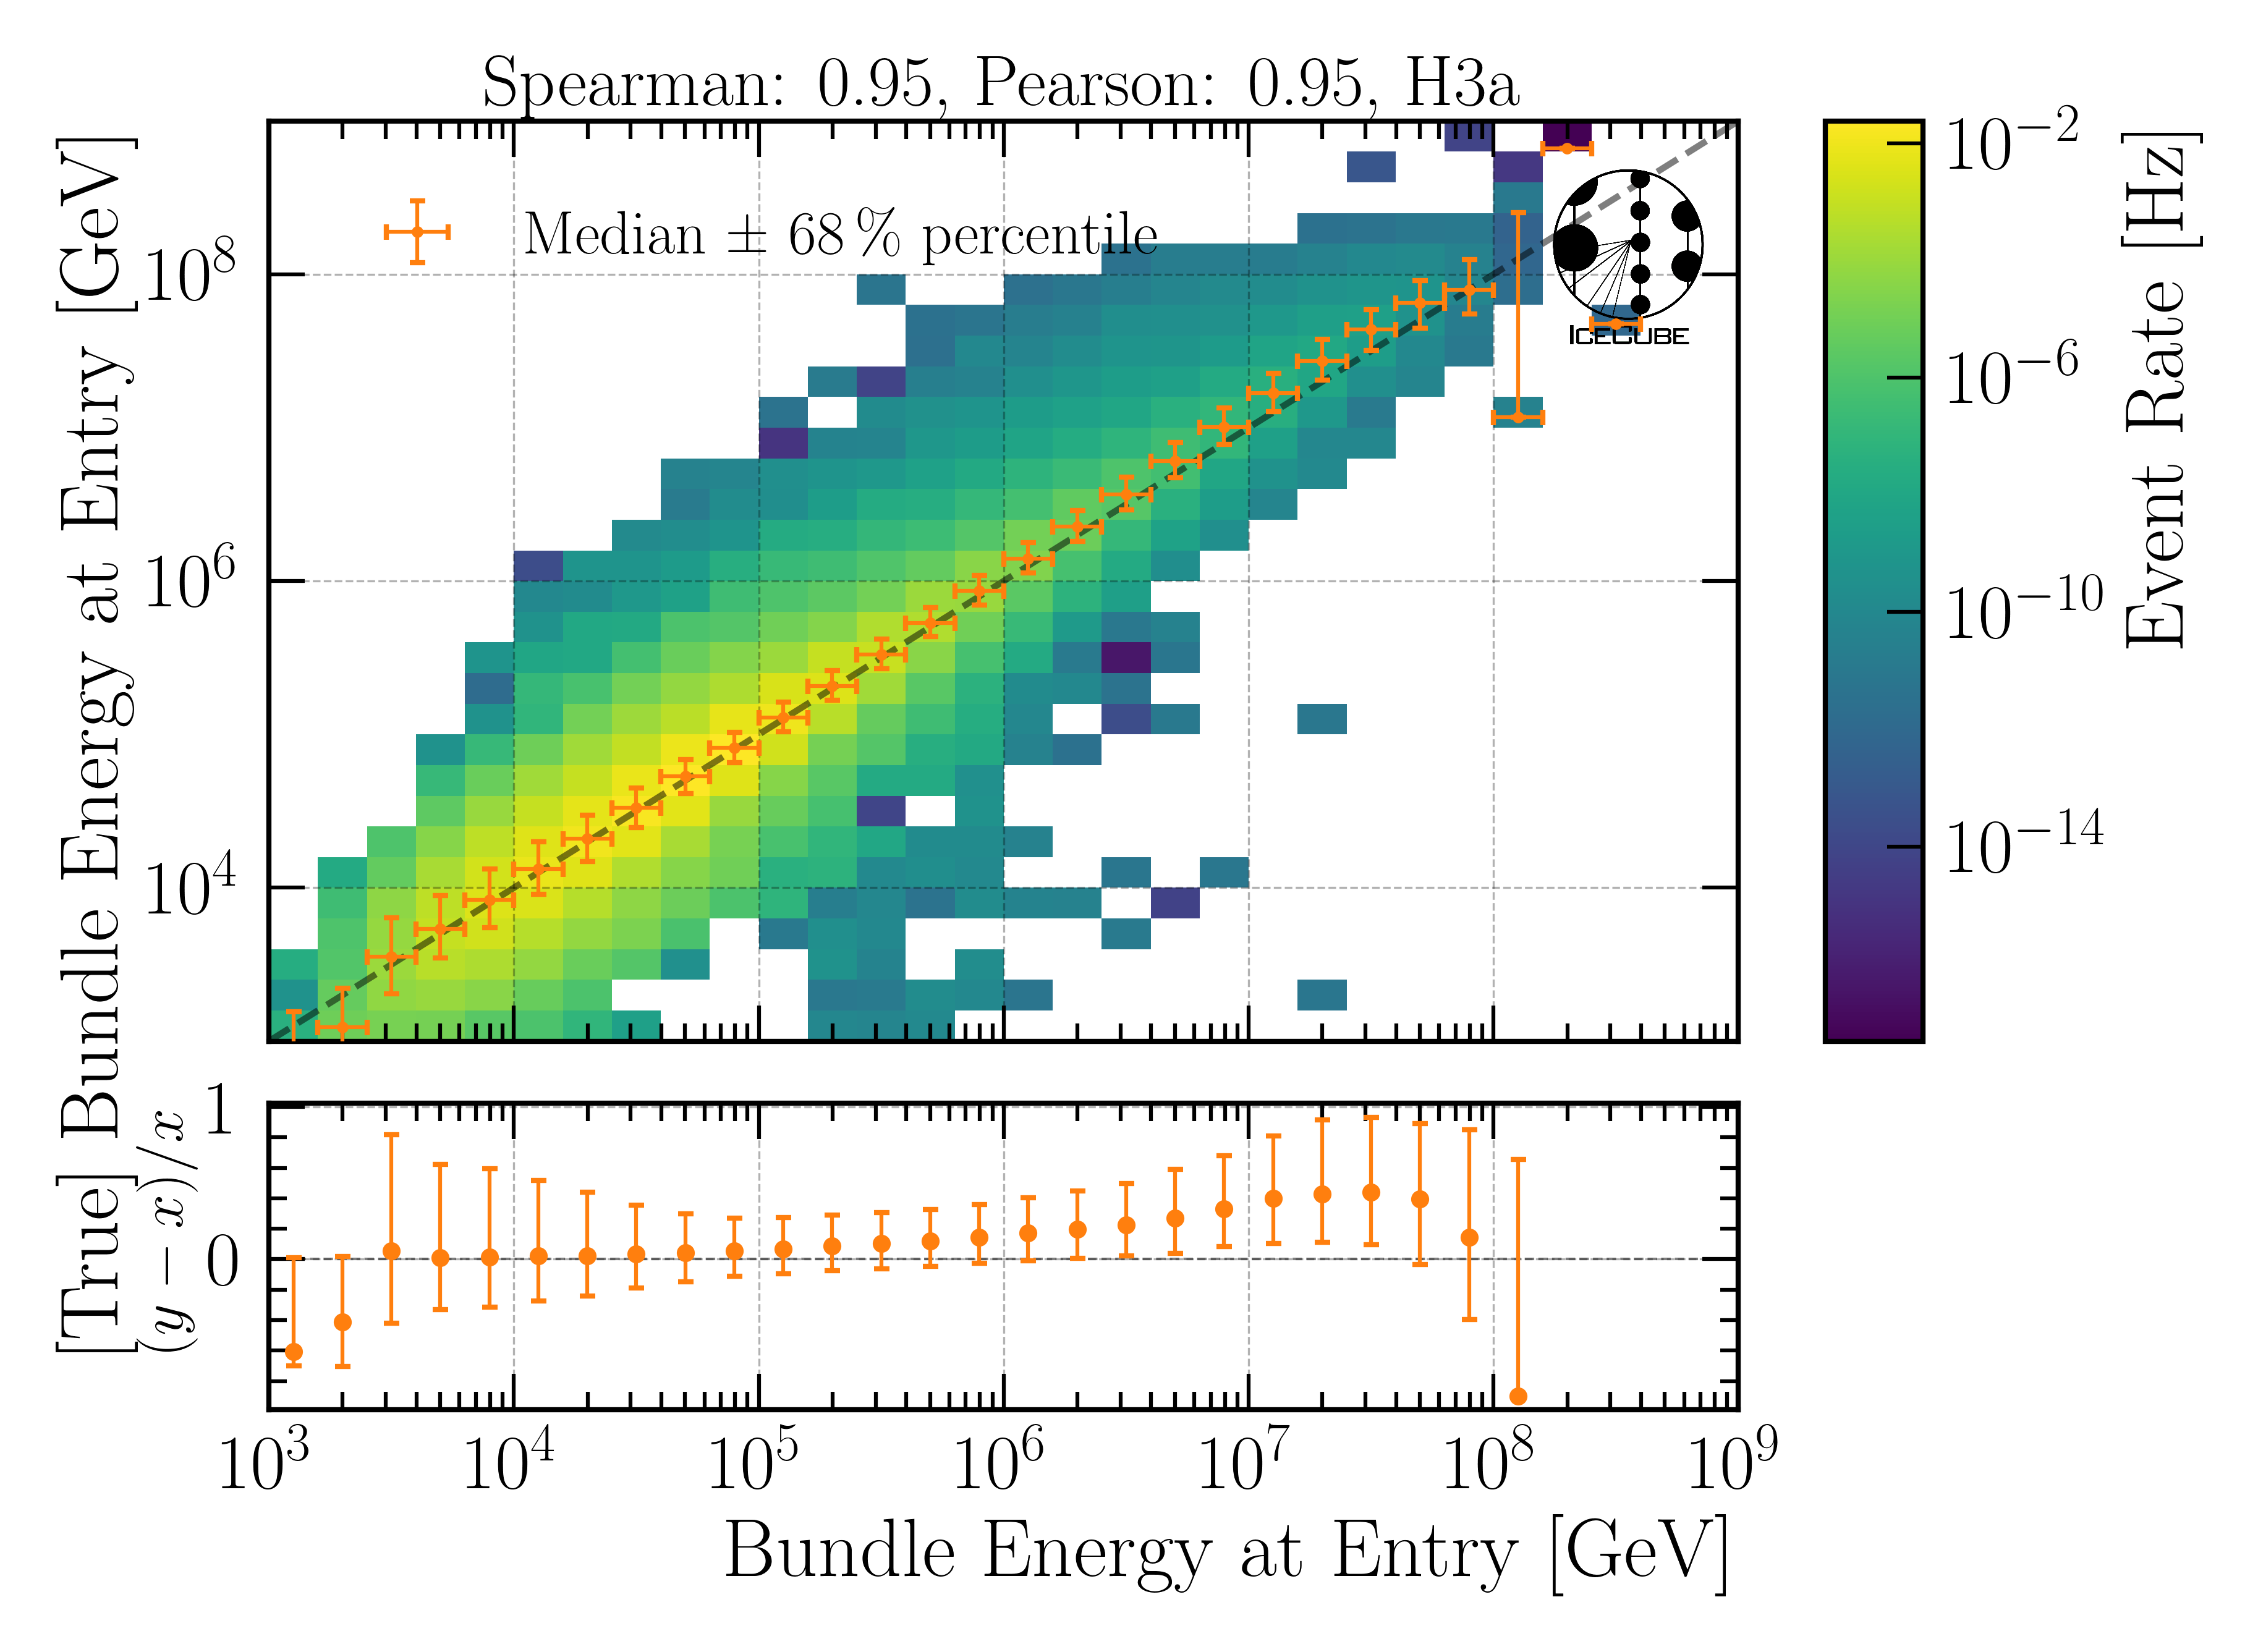 Spearman: 0.95, Pearson: 0.95, H3a
Median ± 68 % percentile
ICECUBE
[True] Bundle Energy at Entry [GeV]
10^8
10^6
10^4
10^{-2}
10^{-6}
10^{-10}
10^{-14}
Event Rate [Hz]
(y − x)/x
1
0
10^3 10^4 10^5 10^6 10^7 10^8 10^9
Bundle Energy at Entry [GeV]